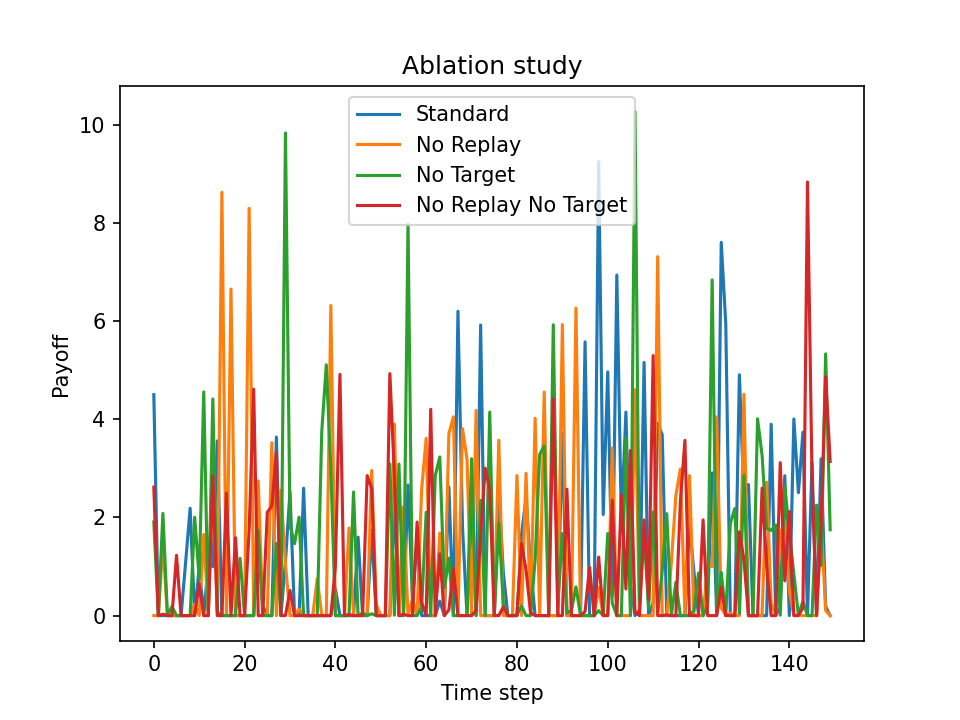 Ablation study
Standard
No Replay
No Target
No Replay No Target
Payoff
10
8
6
4
2
0
0 20 40 60 80 100 120 140
Time step